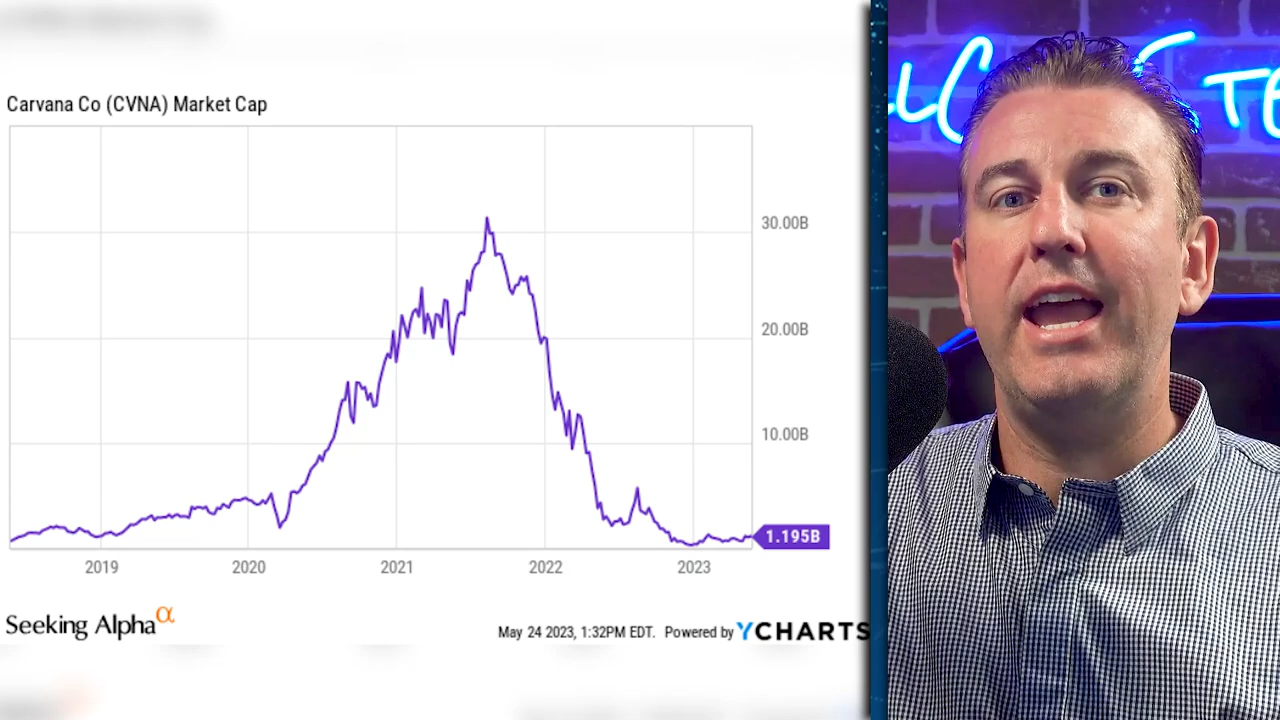 Carvana Co (CVNA) Market Cap
30.00B
20.00B
10.00B
1.195B
2019 2020 2021 2022 2023
Seeking Alphaα
May 24 2023, 1:32PM EDT. Powered by YCHARTS